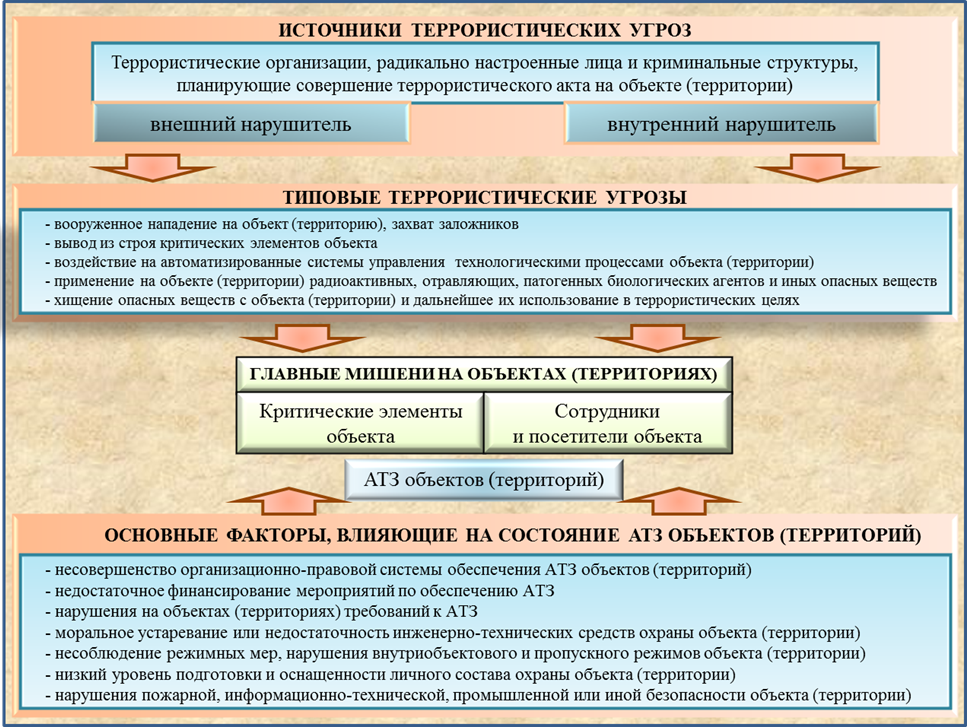 ИСТОЧНИКИ ТЕРРОРИСТИЧЕСКИХ УГРОЗ
Террористические организации, радикально настроенные лица и криминальные структуры,
планирующие совершение террористического акта на объекте (территории)
внешний нарушитель
внутренний нарушитель
ТИПОВЫЕ ТЕРРОРИСТИЧЕСКИЕ УГРОЗЫ
- вооруженное нападение на объект (территорию), захват заложников
- вывод из строя критических элементов объекта
- воздействие на автоматизированные системы управления технологическими процессами объекта (территории)
- применение на объекте (территории) радиоактивных, отравляющих, патогенных биологических агентов и иных опасных веществ
- хищение опасных веществ с объекта (территории) и дальнейшее их использование в террористических целях
ГЛАВНЫЕ МИШЕНИ НА ОБЪЕКТАХ (ТЕРРИТОРИЯХ)
Критические элементы
объекта
Сотрудники
и посетители объекта
АТЗ объектов (территорий)
ОСНОВНЫЕ ФАКТОРЫ, ВЛИЯЮЩИЕ НА СОСТОЯНИЕ АТЗ ОБЪЕКТОВ (ТЕРРИТОРИЙ)
- несовершенство организационно-правовой системы обеспечения АТЗ объектов (территорий)
- недостаточное финансирование мероприятий по обеспечению АТЗ
- нарушения на объектах (территориях) требований к АТЗ
- моральное устаревание или недостаточность инженерно-технических средств охраны объекта (территории)
- несоблюдение режимных мер, нарушения внутриобъектового и пропускного режимов объекта (территории)
- низкий уровень подготовки и оснащенности личного состава охраны объекта (территории)
- нарушения пожарной, информационно-технической, промышленной или иной безопасности объекта (территории)